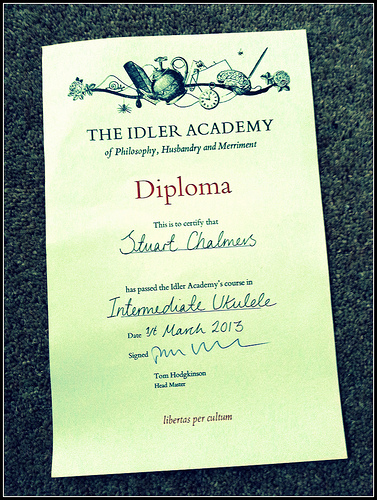 THE IDLER ACADEMY
of Philosophy, Husbandry and Merriment
Diploma
This is to certify that
Stuart Chalmers
has passed the Idler Academy's course in
Intermediate Ukulele
Date 1st March 2013
Signed
Tom Hodgkinson
Head Master
libertas per cultum